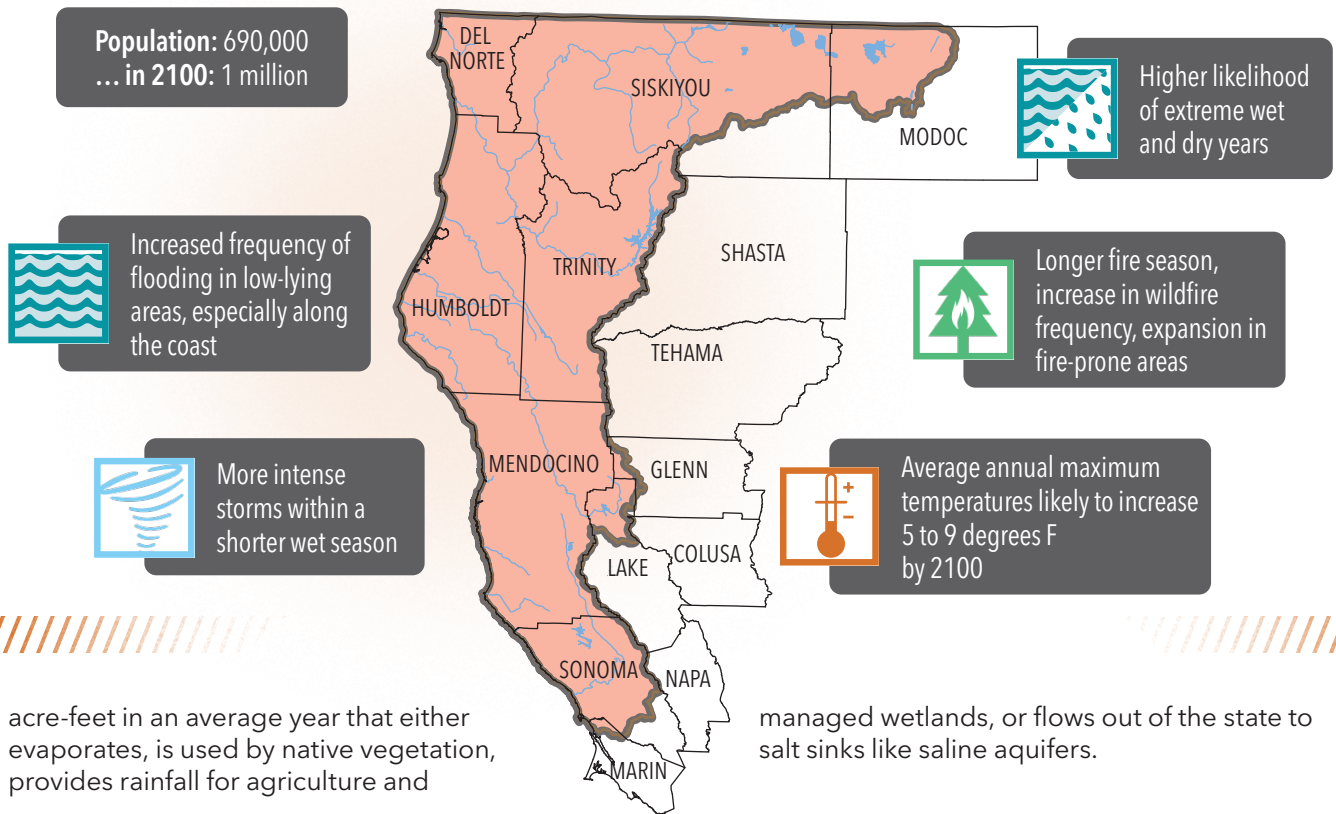 Population: 690,000
… in 2100: 1 million
DEL
NORTE
SISKIYOU
MODOC
Higher likelihood
of extreme wet
and dry years
Increased frequency of
flooding in low-lying
areas, especially along
the coast
HUMBOLDT
TRINITY
SHASTA
TEHAMA
Longer fire season,
increase in wildfire
frequency, expansion in
fire-prone areas
More intense
storms within a
shorter wet season
MENDOCINO
GLENN
LAKE
COLUSA
Average annual maximum
temperatures likely to increase
5 to 9 degrees F
by 2100
SONOMA
NAPA
MARIN
acre-feet in an average year that either
evaporates, is used by native vegetation,
provides rainfall for agriculture and
managed wetlands, or flows out of the state to
salt sinks like saline aquifers.